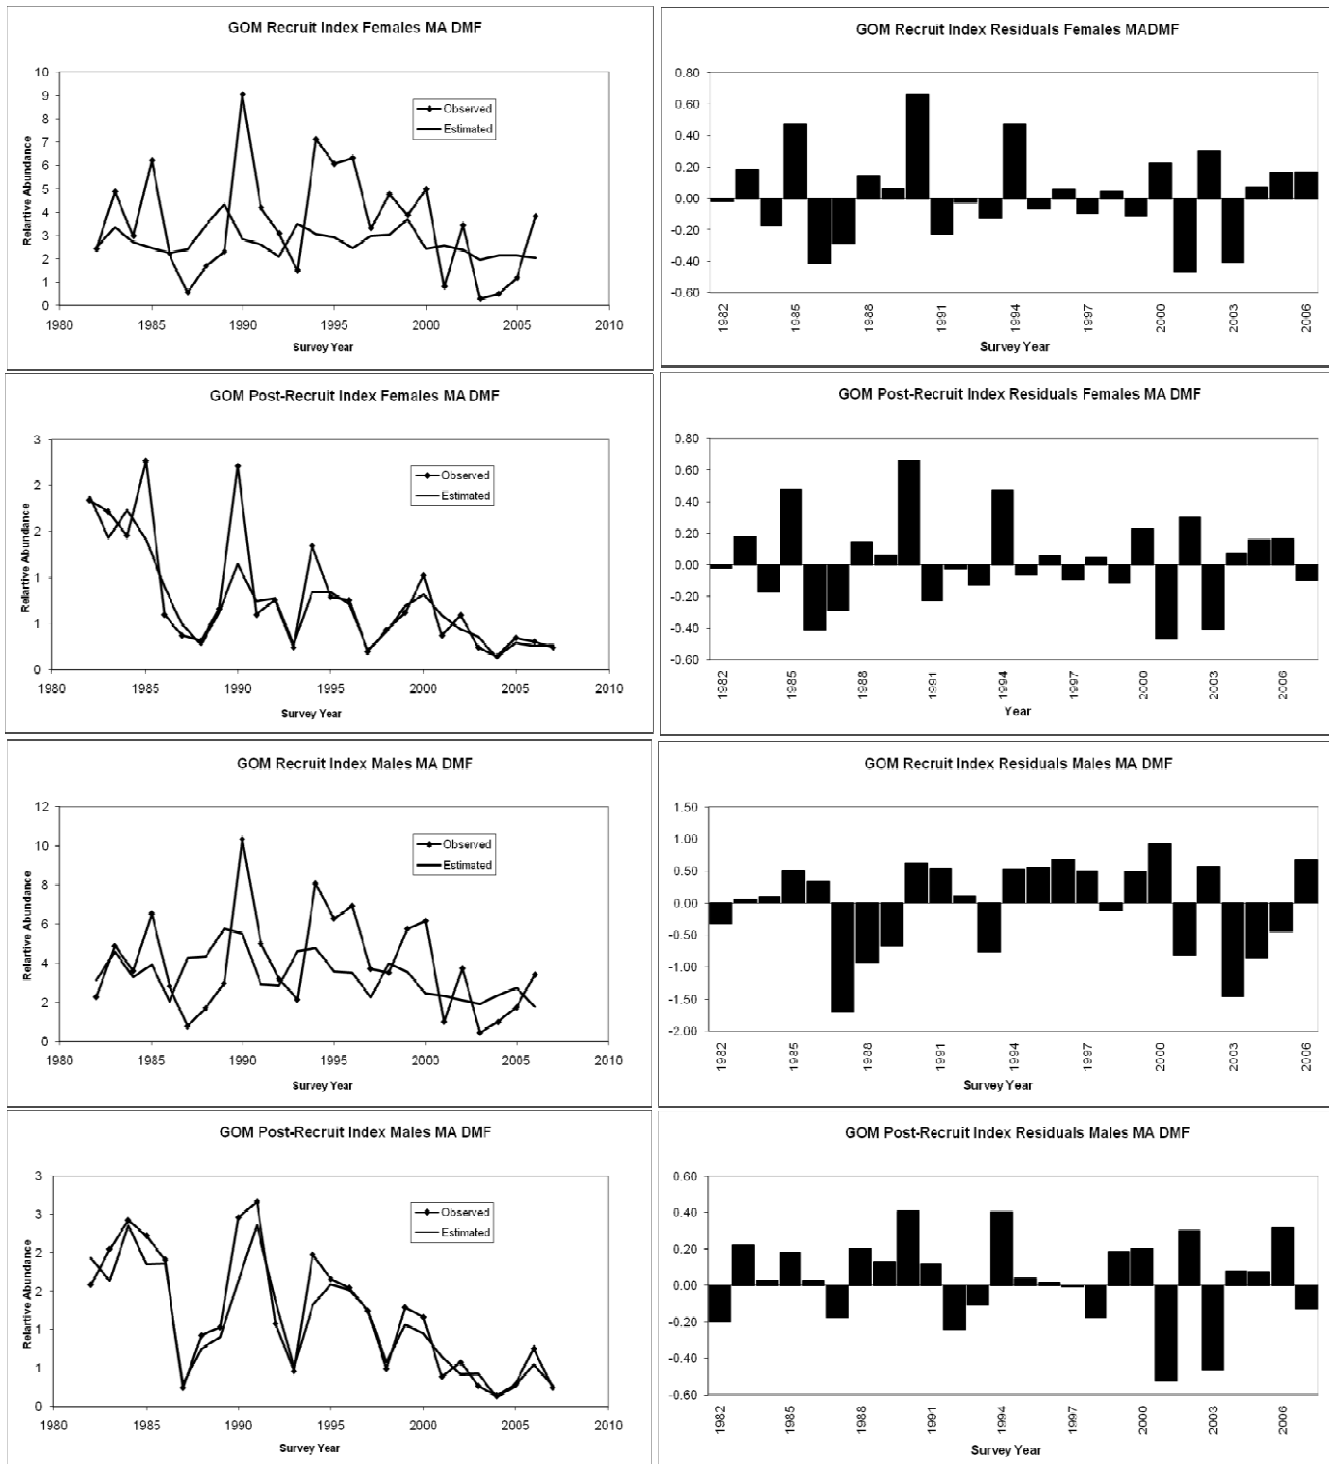 GOM Recruit Index Females MA DMF
10
9
8
7
6
5
4
3
2
1
0
Relartive Abundance
Observed
Estimated
1980 1985 1990 1995 2000 2005 2010
Survey Year
GOM Recruit Index Residuals Females MADMF
0.80
0.60
0.40
0.20
0.00
-0.20
-0.40
-0.60
1982 1985 1988 1991 1994 1997 2000 2003 2006
Survey Year
GOM Post-Recruit Index Females MA DMF
3
2
2
1
1
0
Relartive Abundance
Observed
Estimated
1980 1985 1990 1995 2000 2005 2010
Survey Year
GOM Post-Recruit Index Residuals Females MA DMF
0.80
0.60
0.40
0.20
0.00
-0.20
-0.40
-0.60
1982 1985 1988 1991 1994 1997 2000 2003 2006
Year
GOM Recruit Index Males MA DMF
12
10
8
6
4
2
0
Relartive Abundance
Observed
Estimated
1980 1985 1990 1995 2000 2005 2010
Survey Year
GOM Recruit Index Residuals Males MA DMF
1.50
1.00
0.50
0.00
-0.50
-1.00
-1.50
-2.00
1982 1985 1988 1991 1994 1997 2000 2003 2006
Survey Year
GOM Post-Recruit Index Males MA DMF
3
3
2
2
1
1
0
Relartive Abundance
Observed
Estimated
1980 1985 1990 1995 2000 2005 2010
Survey Year
GOM Post-Recruit Index Residuals Males MA DMF
0.60
0.40
0.20
0.00
-0.20
-0.40
-0.60
1982 1985 1988 1991 1994 1997 2000 2003 2006
Survey Year